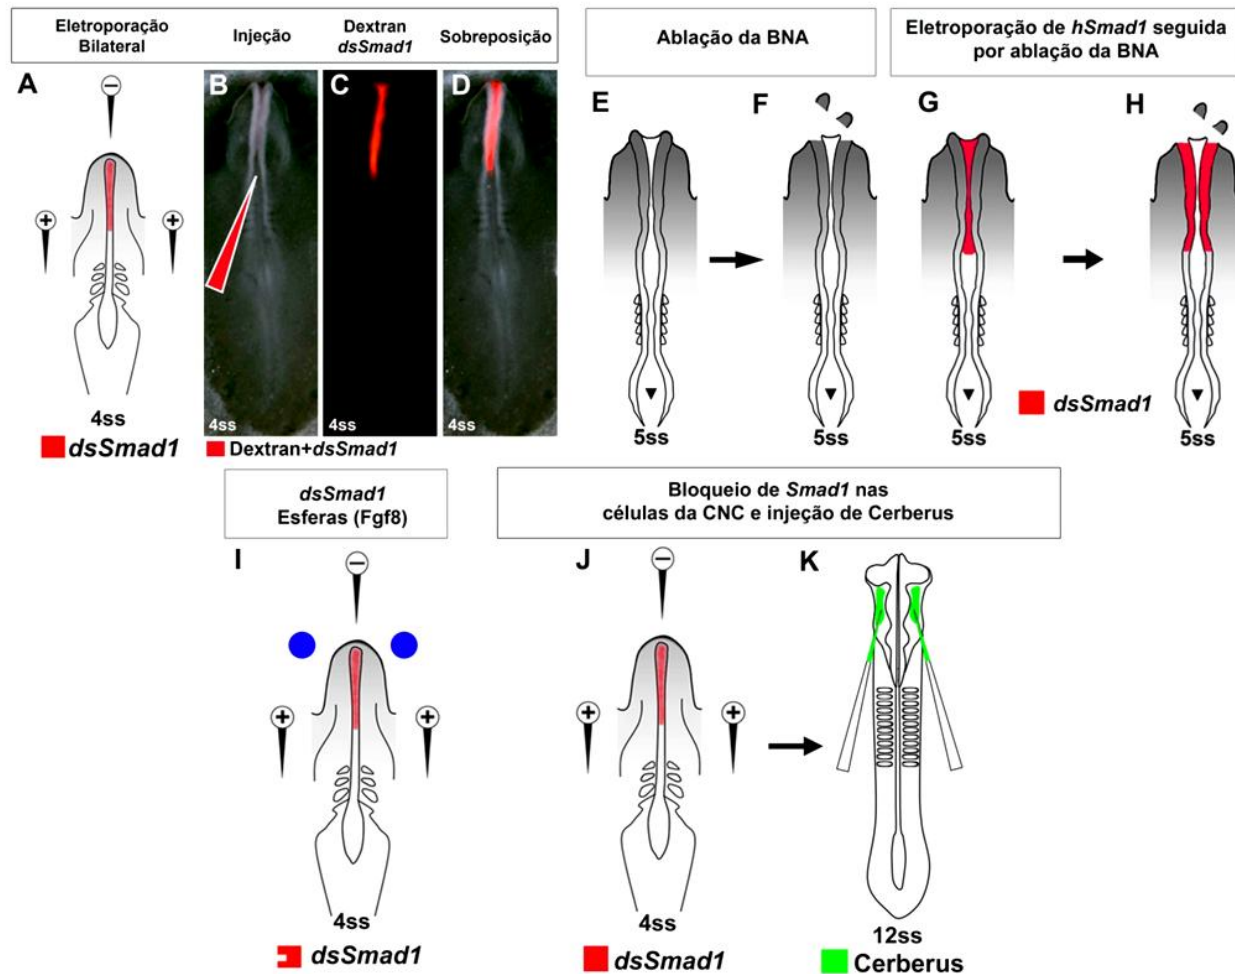 Eletroporação
Bilateral
Injeção
Dextran
dsSmad1
Sobreposição
Ablação da BNA
Eletroporação de hSmad1 seguida
por ablação da BNA
A
B
C
D
E
F
G
H
−
+
+
4ss
4ss
4ss
4ss
5ss
5ss
5ss
5ss
dsSmad1
Dextran+dsSmad1
dsSmad1
dsSmad1
Esferas (Fgf8)
Bloqueio de Smad1 nas
células da CNC e injeção de Cerberus
I
J
K
−
−
+
+
+
+
4ss
4ss
12ss
dsSmad1
dsSmad1
Cerberus